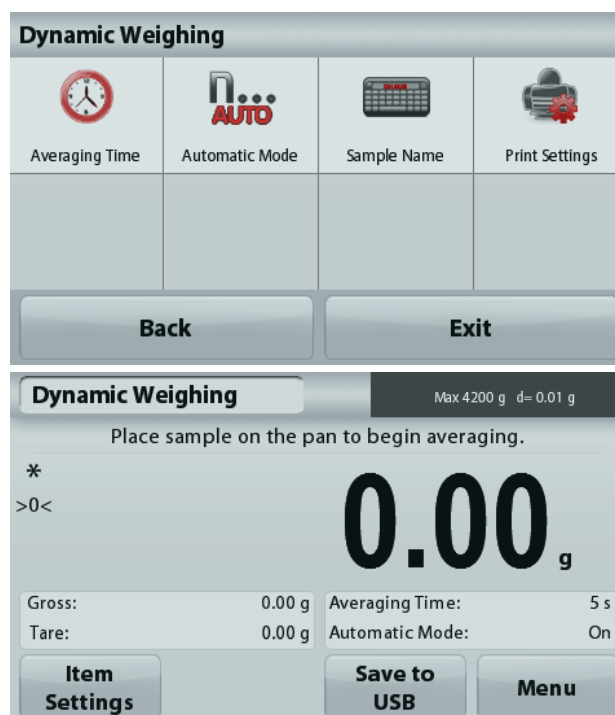 Dynamic Weighing
n...
AUTO
Averaging Time Automatic Mode Sample Name Print Settings
Back Exit
Dynamic Weighing Max 4200 g d= 0.01 g
Place sample on the pan to begin averaging.
*
>0<
0.00 g
Gross: 0.00 g Averaging Time: 5 s
Tare: 0.00 g Automatic Mode: On
Item Settings Save to USB Menu